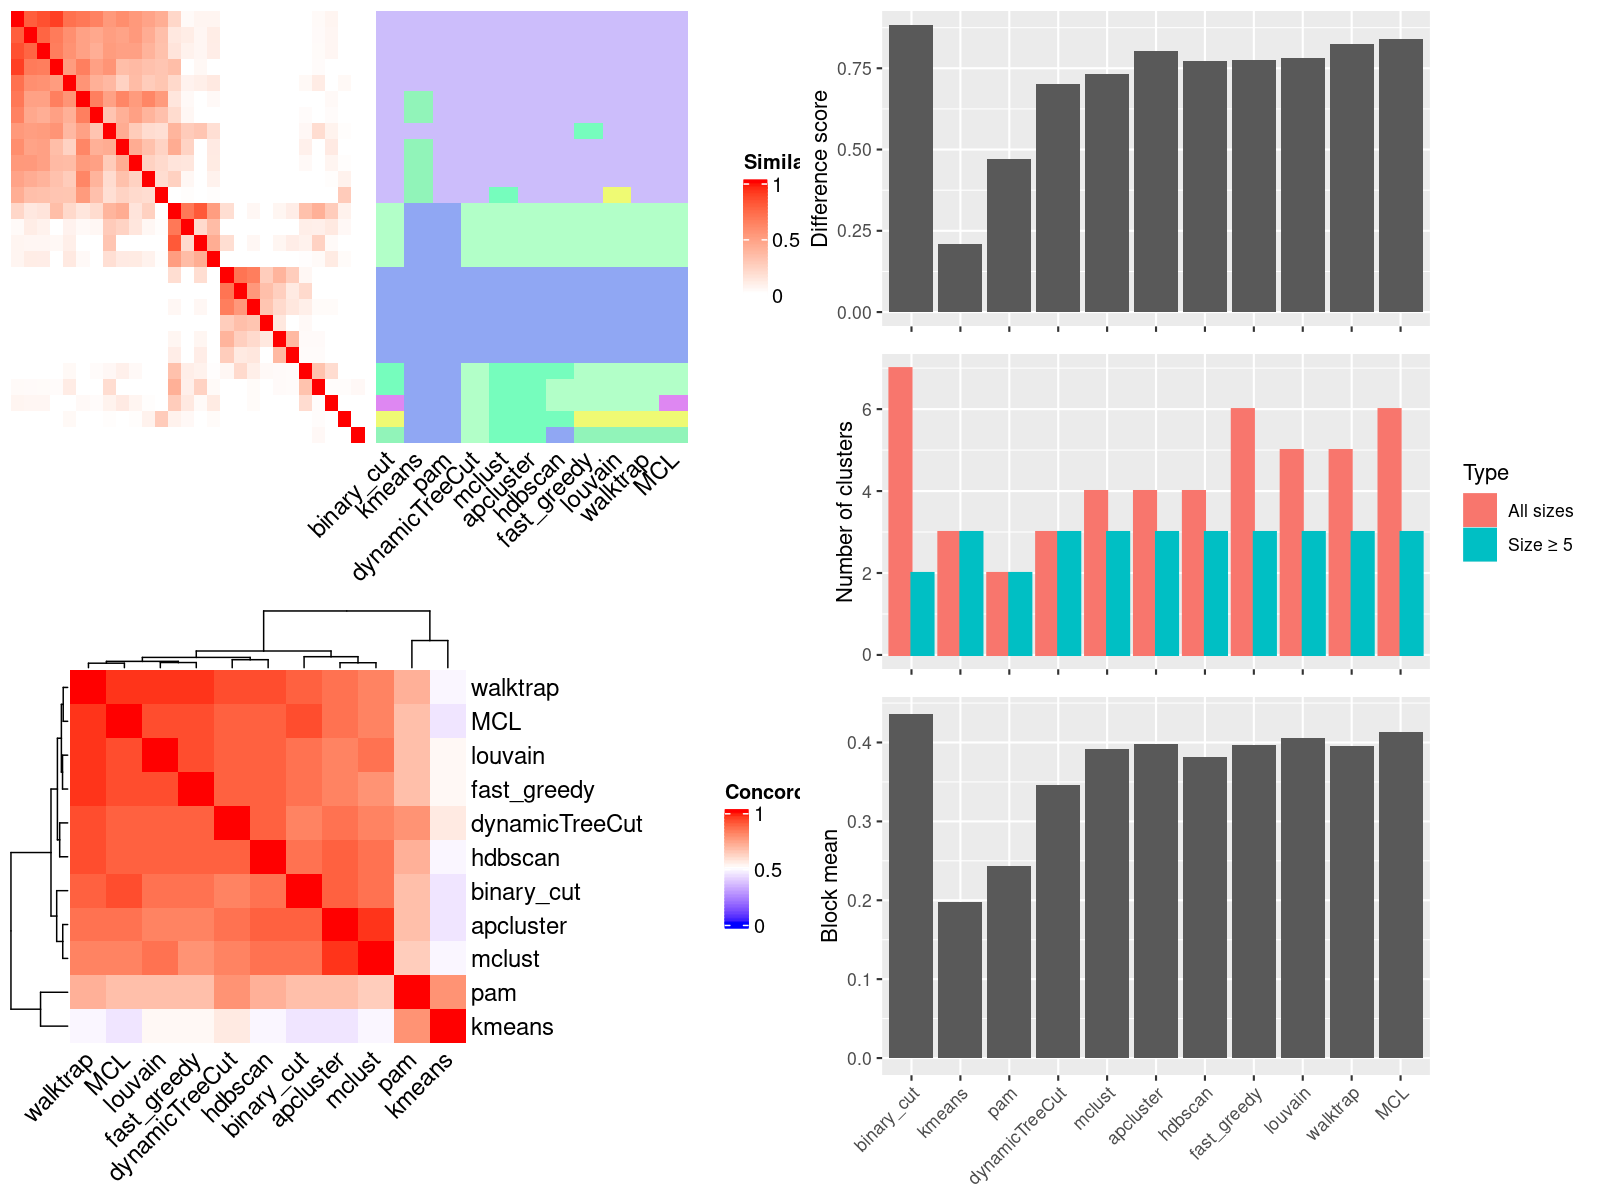 Simila
1
0.5
0
binary_cut
kmeans
pam
dynamicTreeCut
mclust
apcluster
hdbscan
fast_greedy
louvain
walktrap
MCL
walktrap
MCL
louvain
fast_greedy
dynamicTreeCut
hdbscan
binary_cut
apcluster
mclust
pam
kmeans
Concord
1
0.5
0
walktrap
MCL
louvain
fast_greedy
dynamicTreeCut
hdbscan
binary_cut
apcluster
mclust
pam
kmeans
Difference score
0.75
0.50
0.25
0.00
Number of clusters
6
4
2
0
Type
All sizes
Size ≥ 5
Block mean
0.4
0.3
0.2
0.1
0.0
binary_cut
kmeans
pam
dynamicTreeCut
mclust
apcluster
hdbscan
fast_greedy
louvain
walktrap
MCL